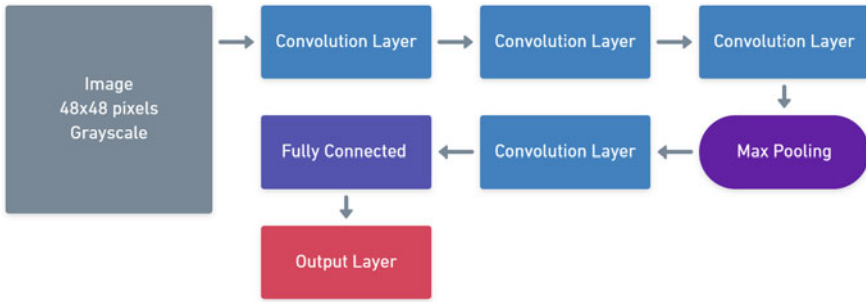 Image
48x48 pixels
Grayscale
Convolution Layer
Convolution Layer
Convolution Layer
Max Pooling
Convolution Layer
Fully Connected
Output Layer